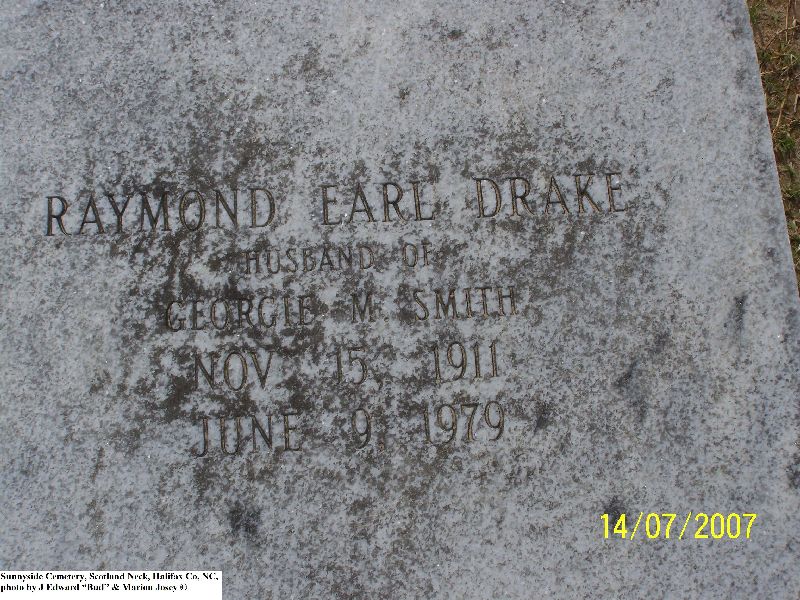 RAYMOND EARL DRAKE
HUSBAND OF
GEORGIE M. SMITH
NOV 15, 1911
JUNE 9, 1979
14/07/2007
Sunnyside Cemetery, Scotland Neck, Halifax Co, NC,
photo by J Edward "Bud" & Marion Josey ©